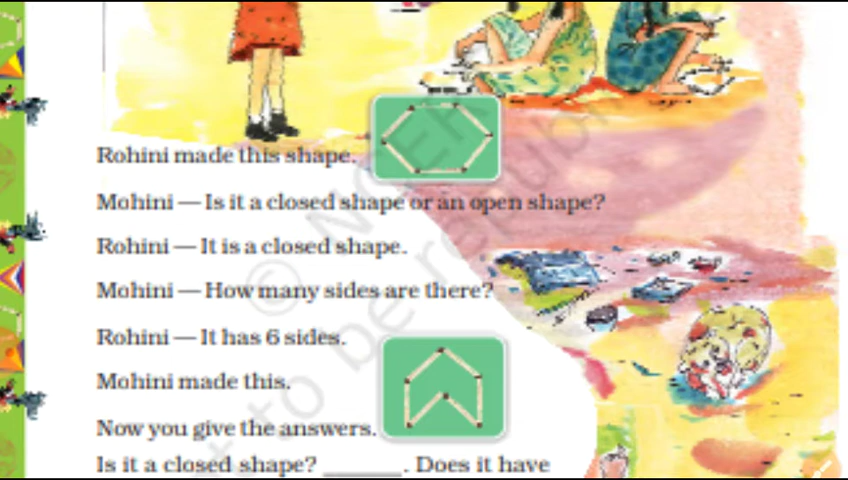 Rohini made this shape.
Mohini — Is it a closed shape or an open shape?
Rohini — It is a closed shape.
Mohini — How many sides are there?
Rohini — It has 6 sides.
Mohini made this.
Now you give the answers.
Is it a closed shape? ______. Does it have